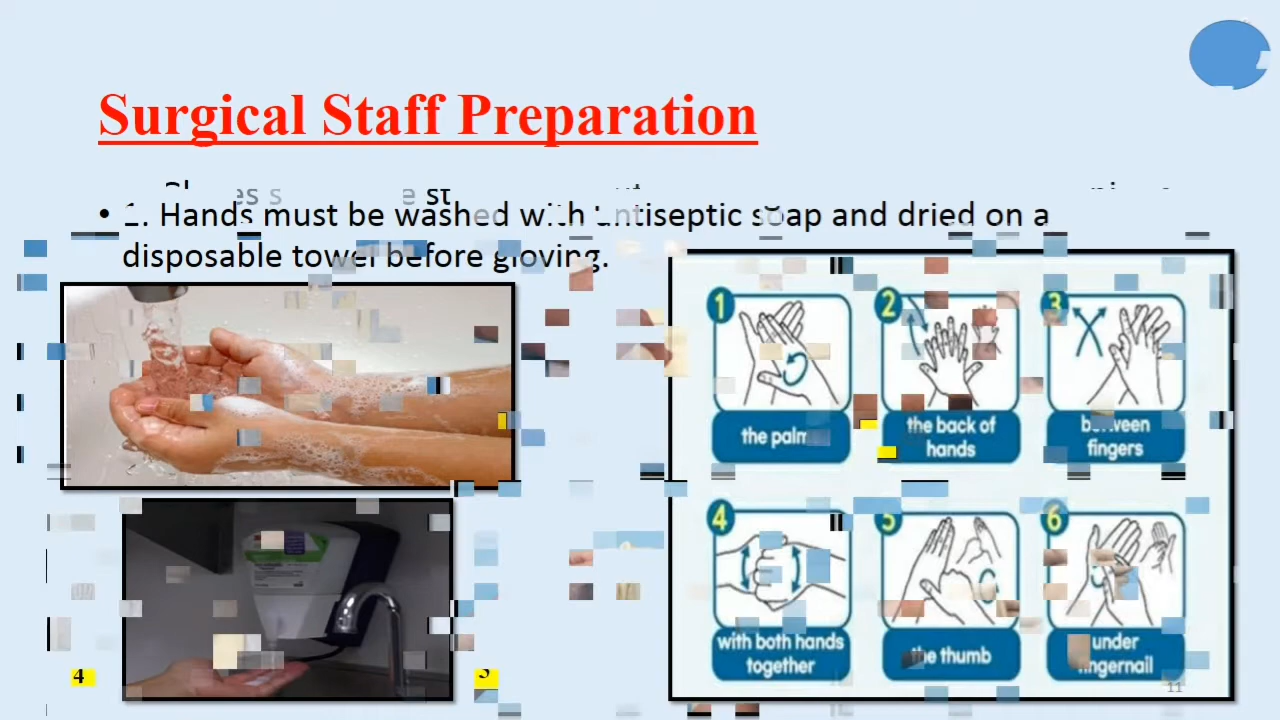 Surgical Staff Preparation
• 1. Hands must be washed with antiseptic soap and dried on a
disposable towel before gloving.
1
2
3
the palm
the back of
hands
between
fingers
4
5
6
with both hands
together
the thumb
under
fingernail
4
11